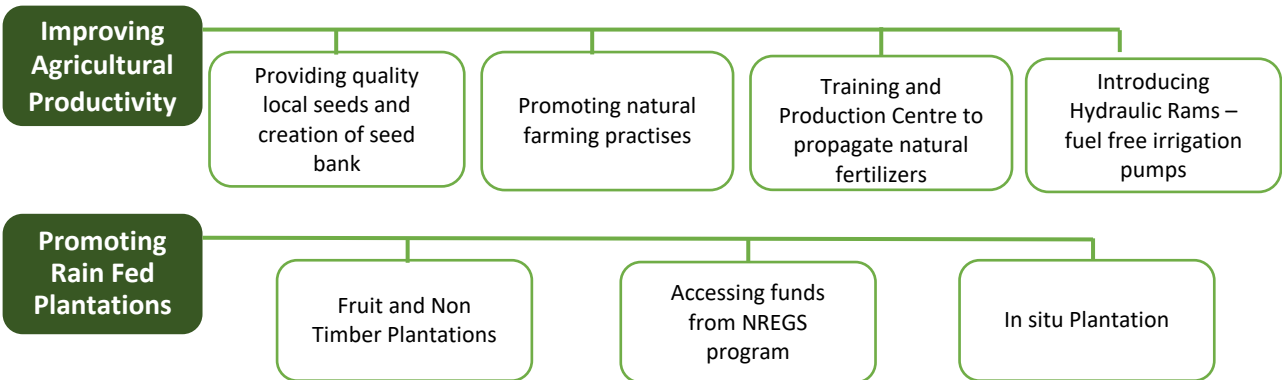 Improving
Agricultural
Productivity
Providing quality
local seeds and
creation of seed
bank
Promoting natural
farming practises
Training and
Production Centre to
propagate natural
fertilizers
Introducing
Hydraulic Rams –
fuel free irrigation
pumps
Promoting
Rain Fed
Plantations
Fruit and Non
Timber Plantations
Accessing funds
from NREGS
program
In situ Plantation